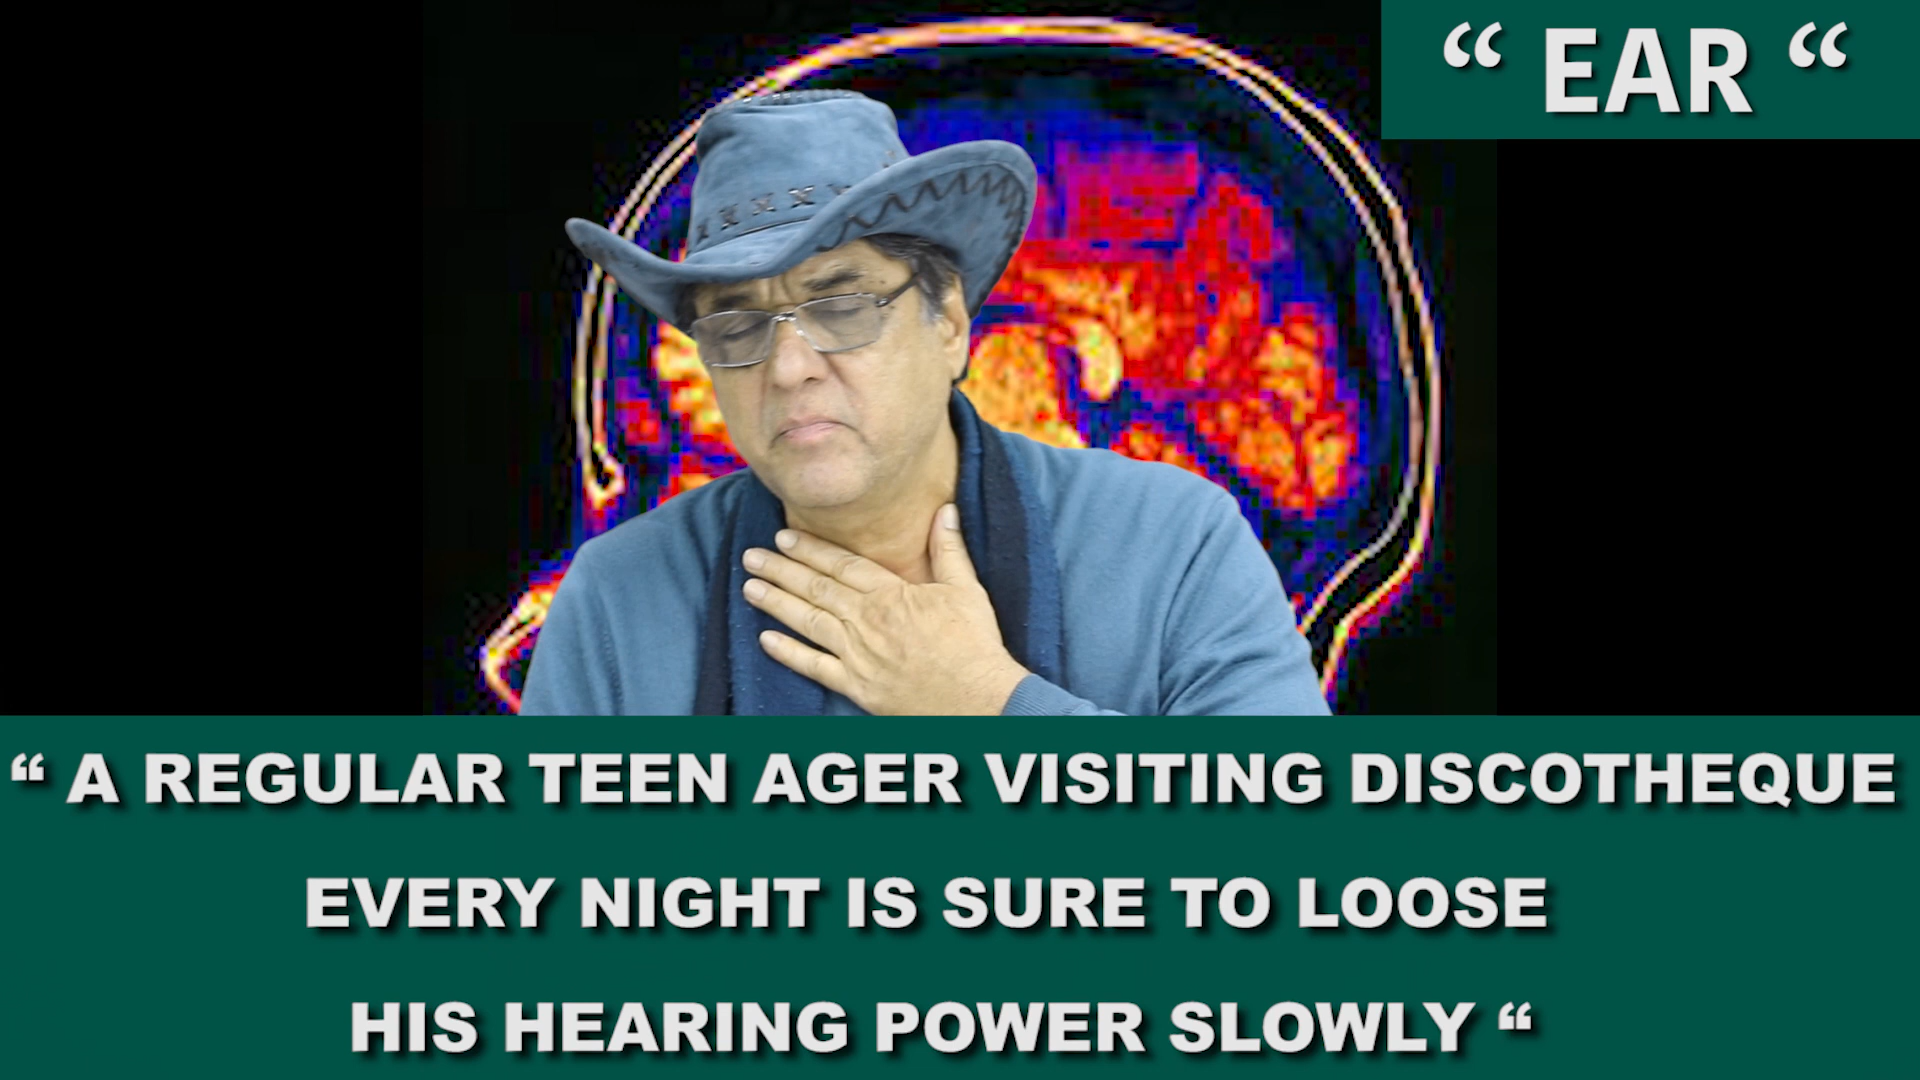 “ EAR “
“ A REGULAR TEEN AGER VISITING DISCOTHEQUE
EVERY NIGHT IS SURE TO LOOSE
HIS HEARING POWER SLOWLY “